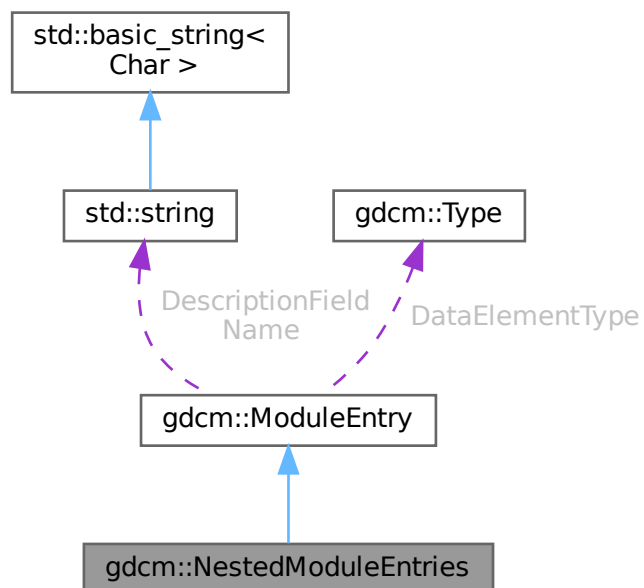 std::basic_string<
Char >
std::string
gdcm::Type
DescriptionField
Name
DataElementType
gdcm::ModuleEntry
gdcm::NestedModuleEntries